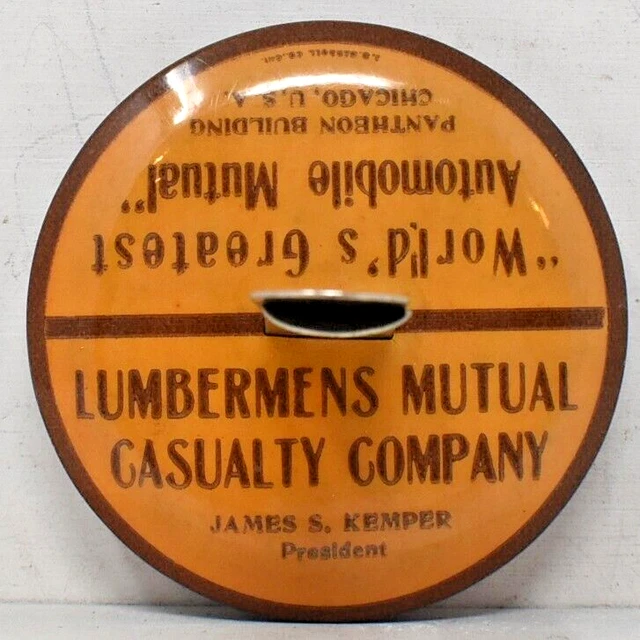 LUMBERMENS MUTUAL
CASUALTY COMPANY
JAMES S. KEMPER
President
"World's Greatest
Automobile Mutual"
PANTHEON BUILDING
CHICAGO, U.S.A